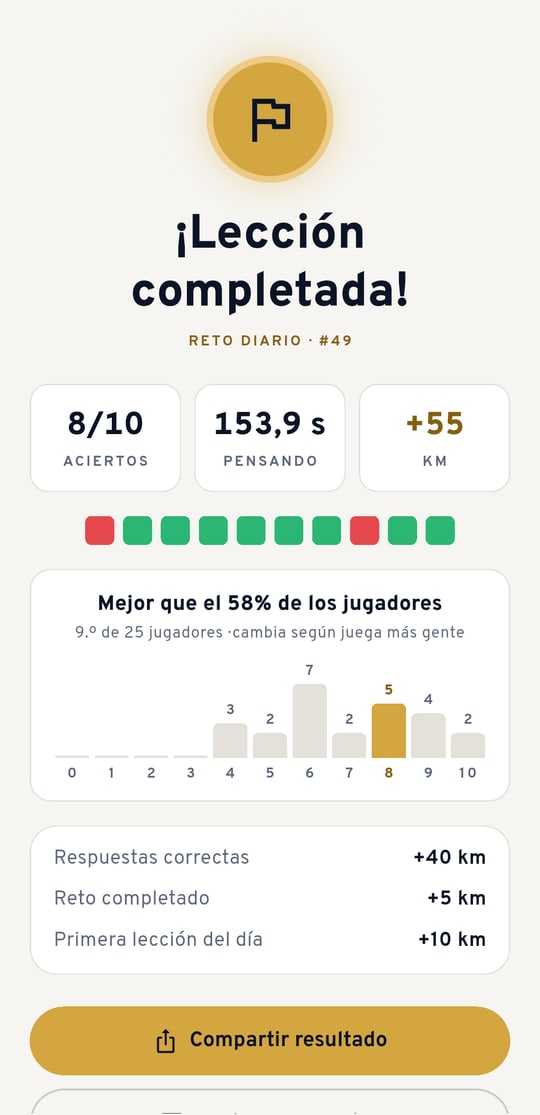 ¡Lección
completada!
RETO DIARIO · #49
8/10
ACIERTOS
153,9 s
PENSANDO
+55
KM
Mejor que el 58% de los jugadores
9.º de 25 jugadores ·cambia según juega más gente
3 2 7 2 5 4 2
0 1 2 3 4 5 6 7 8 9 10
Respuestas correctas +40 km
Reto completado +5 km
Primera lección del día +10 km
Compartir resultado